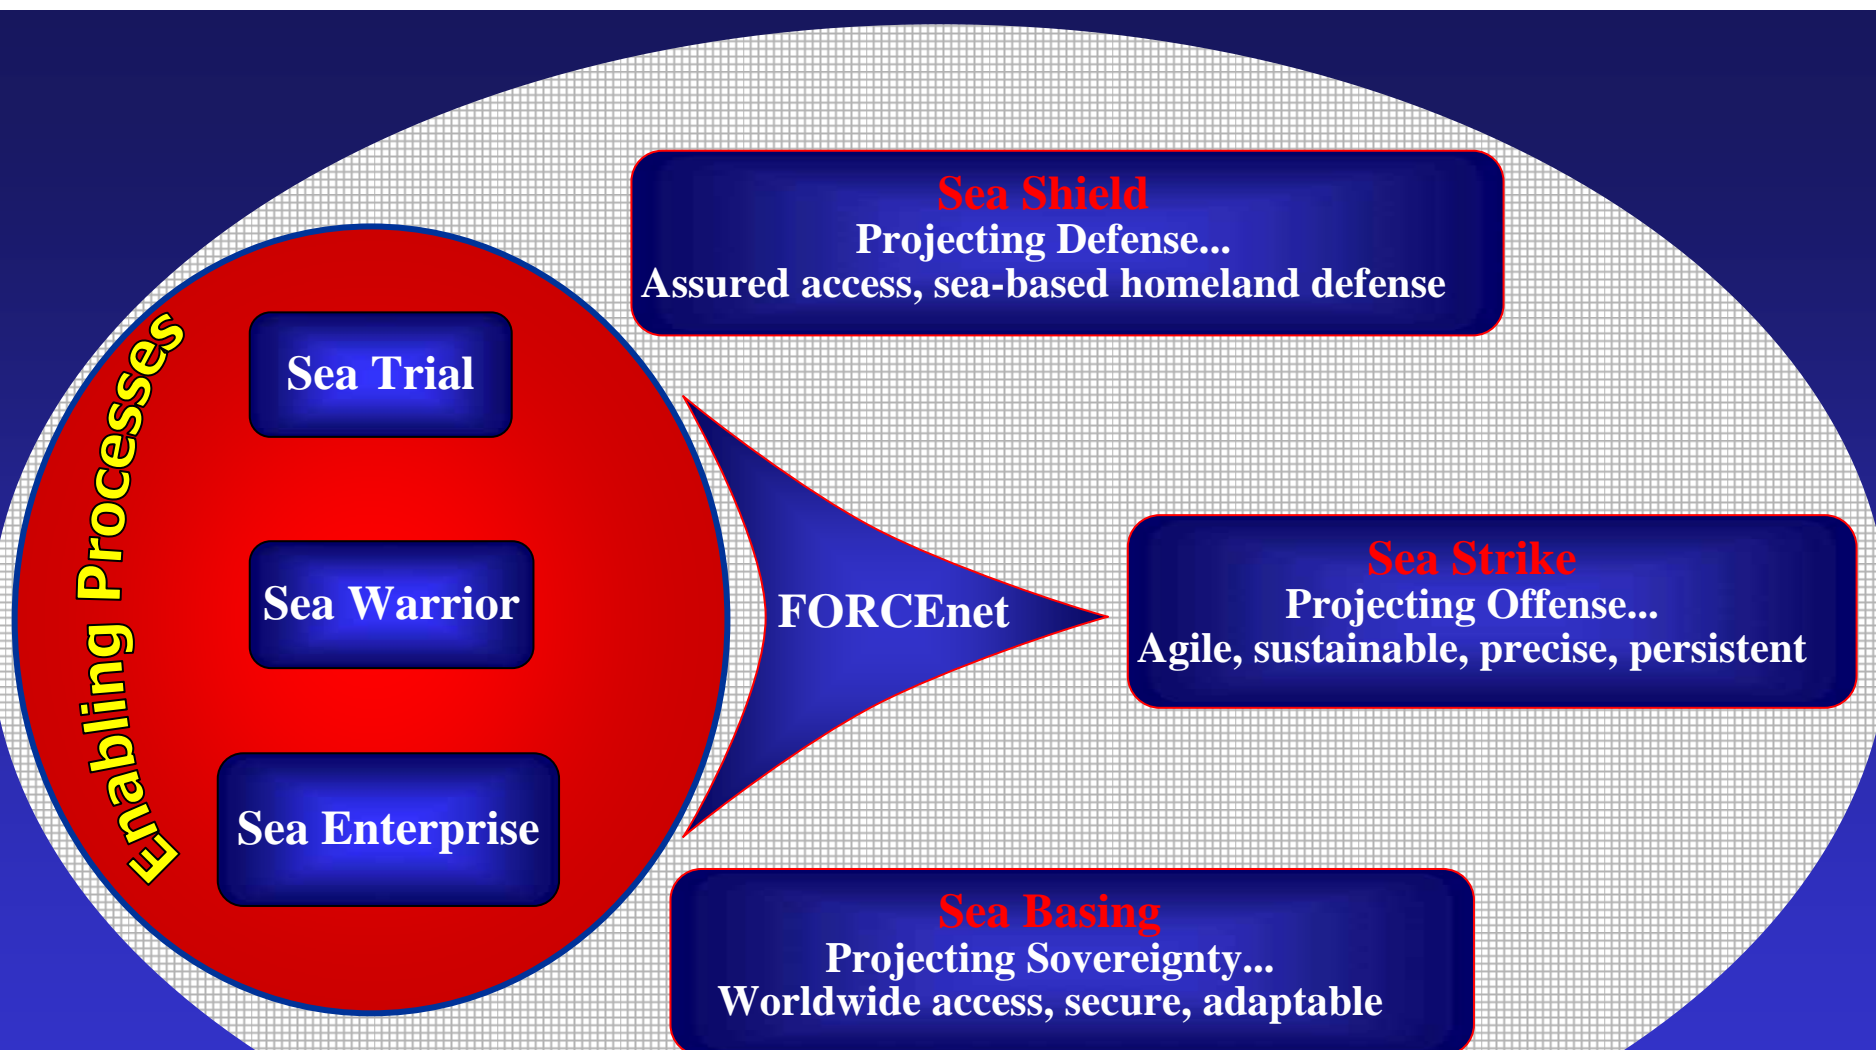 Enabling Processes
Sea Trial
Sea Warrior
Sea Enterprise
FORCEnet
Sea Shield
Projecting Defense...
Assured access, sea-based homeland defense
Sea Strike
Projecting Offense...
Agile, sustainable, precise, persistent
Sea Basing
Projecting Sovereignty...
Worldwide access, secure, adaptable